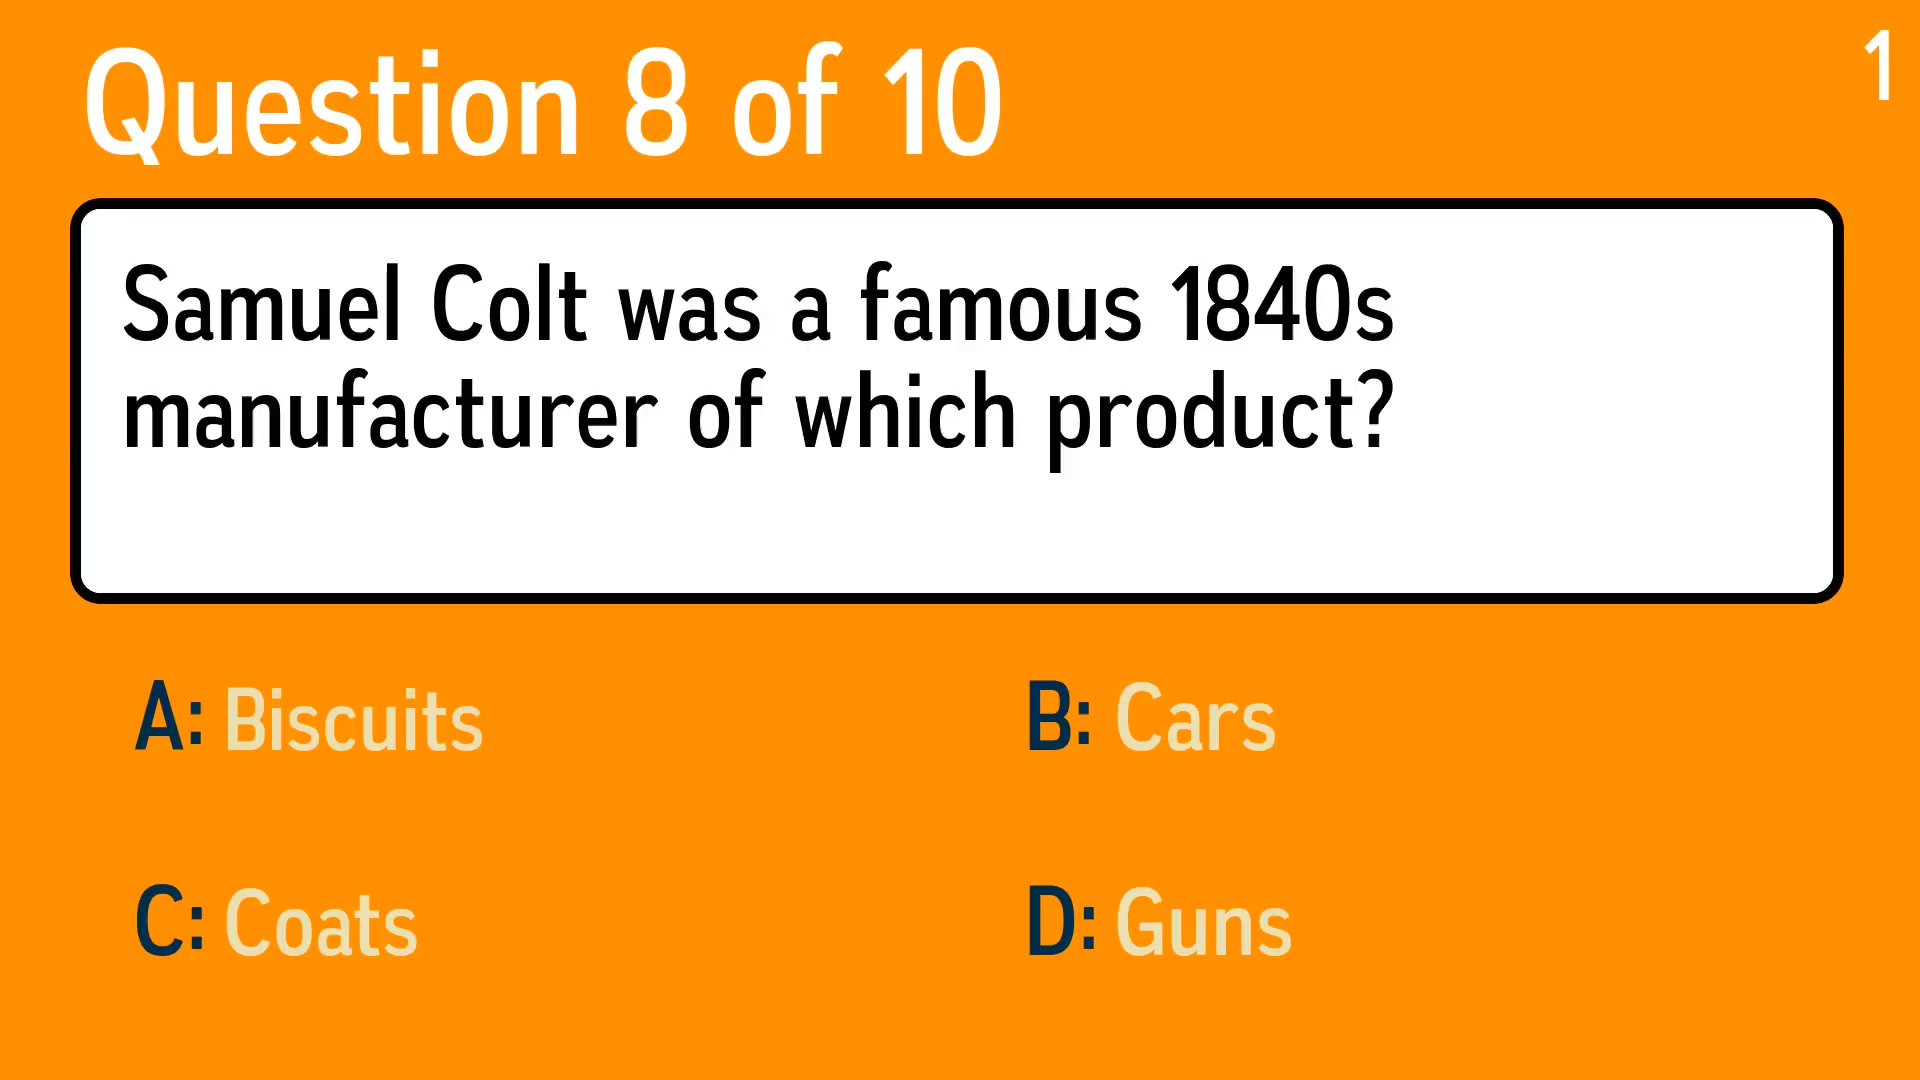 Question 8 of 10
1
Samuel Colt was a famous 1840s
manufacturer of which product?
A: Biscuits
B: Cars
C: Coats
D: Guns